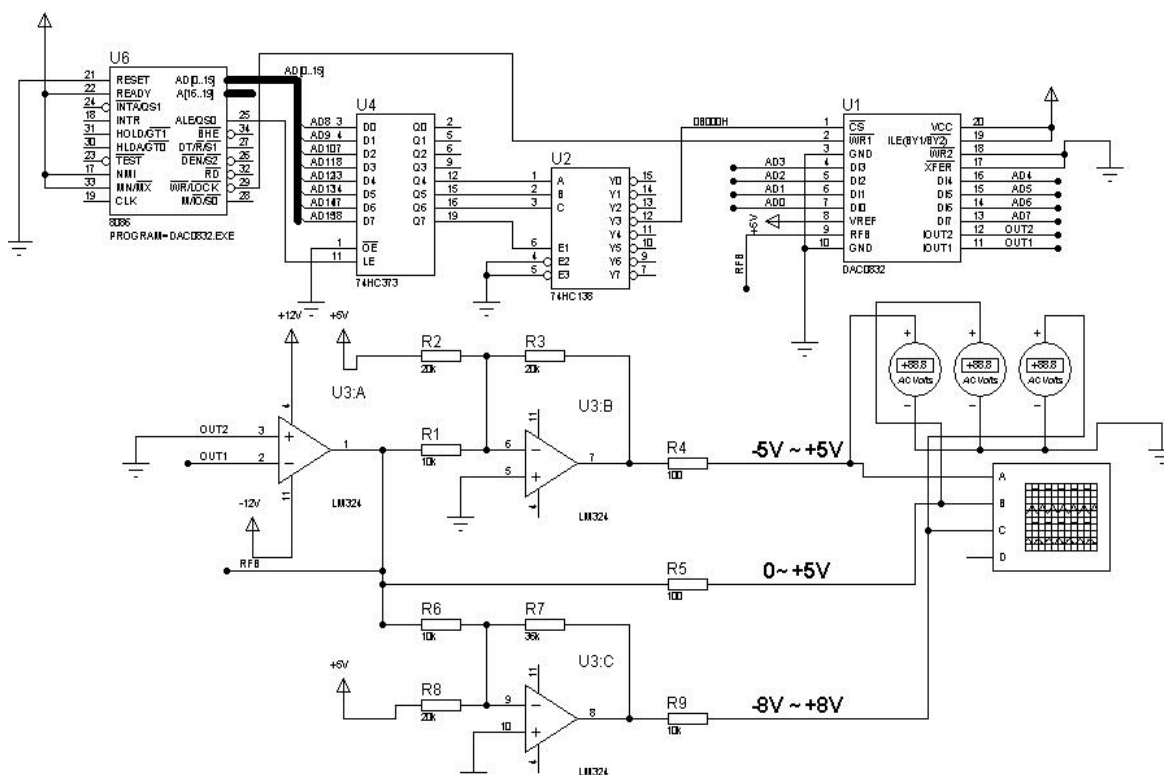 U6
21 RESET AD[0..15]
22 READY A[16..19]
24 INTA/QS1
18 INTR ALE/QS0 25
31 HOLD/GT1 BHE 34
30 HLDA/GT0 DT/R/S1 27
23 TEST DEN/S2 26
17 NMI RD 32
33 MN/MX WR/LOCK 29
19 CLK M/IO/S0 28
8086
PROGRAM=DAC0832.EXE
AD[0..15]
U4
AD8 3 D0 Q0 2
AD9 4 D1 Q1 5
D2 Q2 6
D3 Q3 9
D4 Q4 12
D5 Q5 15
D6 Q6 16
D7 Q7 19
1 OE
11 LE
74HC373
U2
1 A Y0 15
2 B Y1 14
3 C Y2 13
Y3 12
Y4 11
6 E1 Y5 10
4 E2 Y6 9
5 E3 Y7 7
74HC138
0B000H
U1
1 CS VCC 20
2 WR1 ILE(BY1/BY2) 19
3 GND WR2 18
AD3 4 DI3 XFER 17
AD2 5 DI2 DI4 16 AD4
AD1 6 DI1 DI5 15 AD5
AD0 7 DI0 DI6 14 AD6
+5V 8 VREF DI7 13 AD7
RFB 9 RFB IOUT2 12 OUT2
10 GND IOUT1 11 OUT1
DAC0832
+12V
+5V
R2
20k
R3
20k
U3:A
U3:B
4
OUT2 3
OUT1 2
1
11
-12V
LM324
R1
10k
6
5
7
11
4
LM324
R4
100
-5V ~ +5V
+88.8
AC Volts
+88.8
AC Volts
+88.8
AC Volts
A
B
C
D
RFB
R5
100
0~ +5V
R6
10k
R7
36k
U3:C
+5V
R8
20k
9
10
8
11
4
LM324
R9
10k
-8V ~ +8V